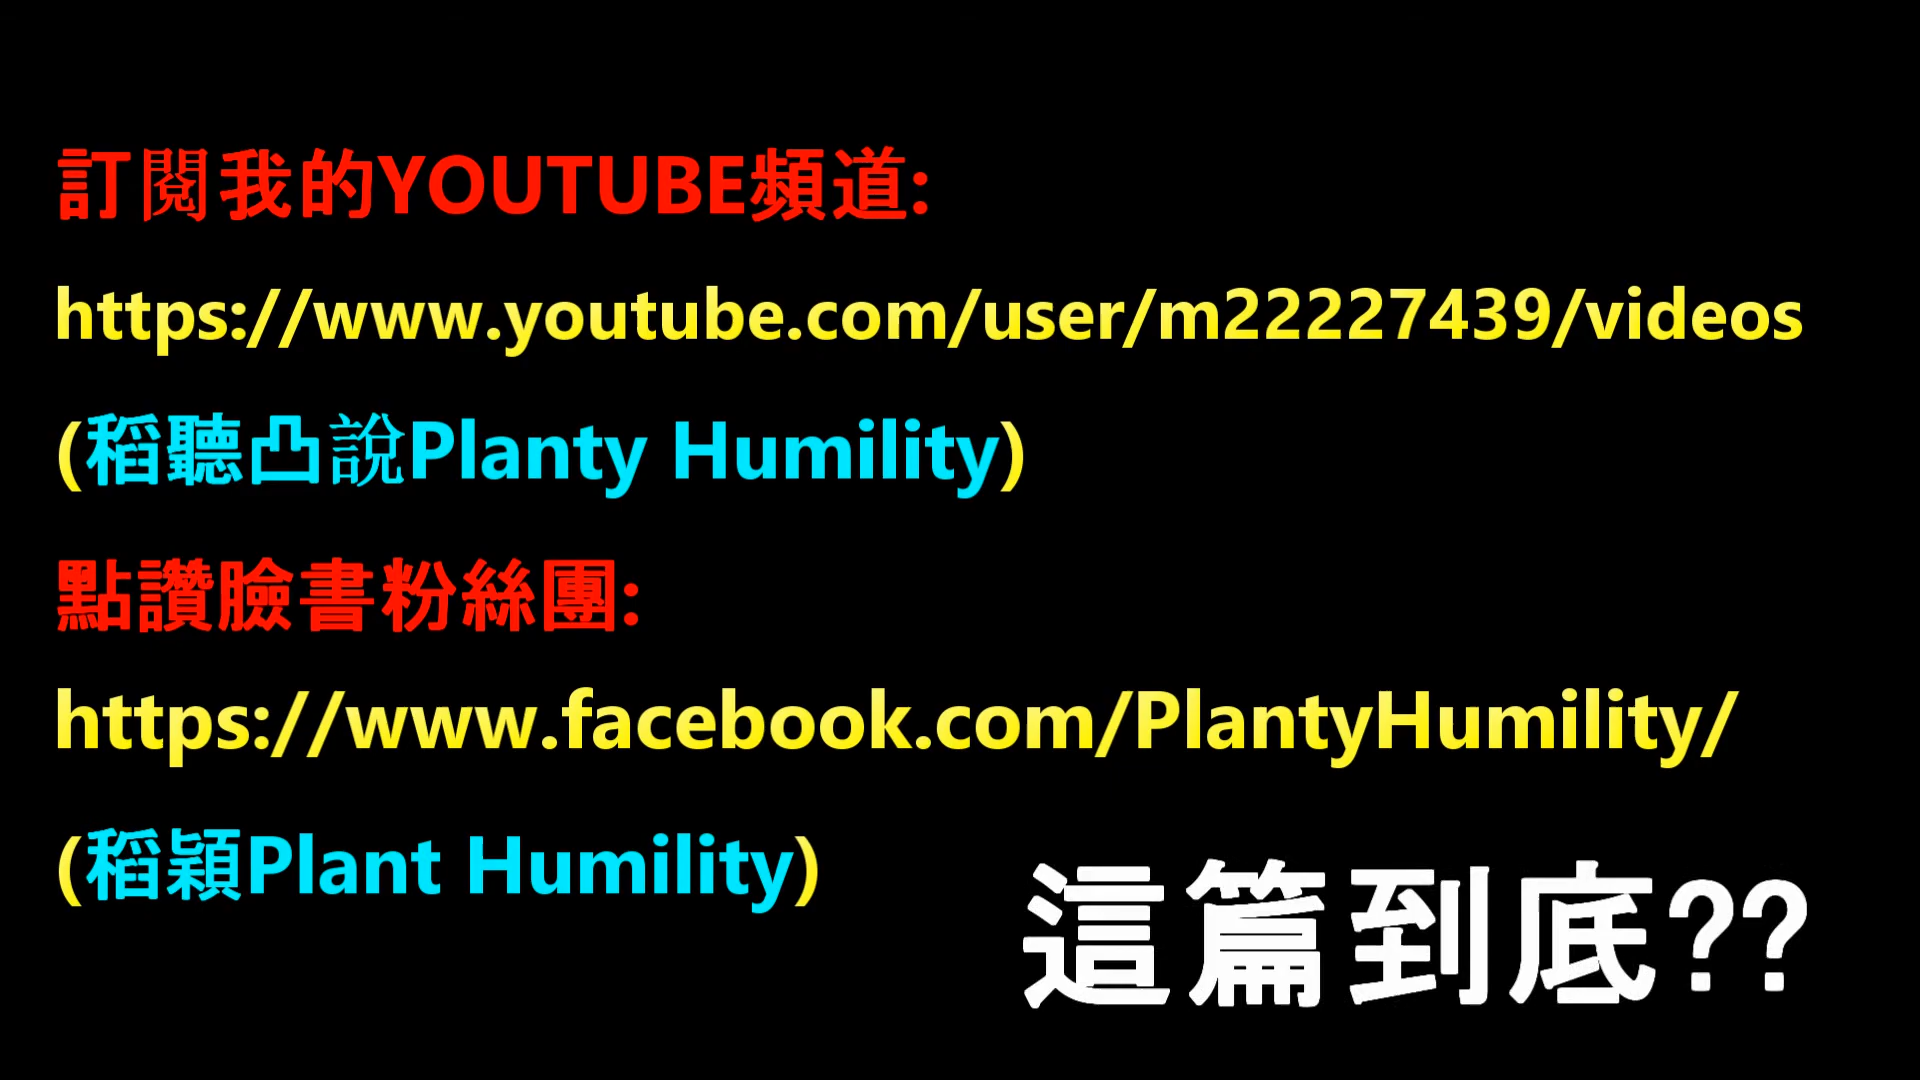 訂閱我的YOUTUBE頻道:
https://www.youtube.com/user/m22227439/videos
(稻聽凸說Planty Humility)
點讚臉書粉絲團:
https://www.facebook.com/PlantyHumility/
(稻穎Plant Humility)
這篇到底??